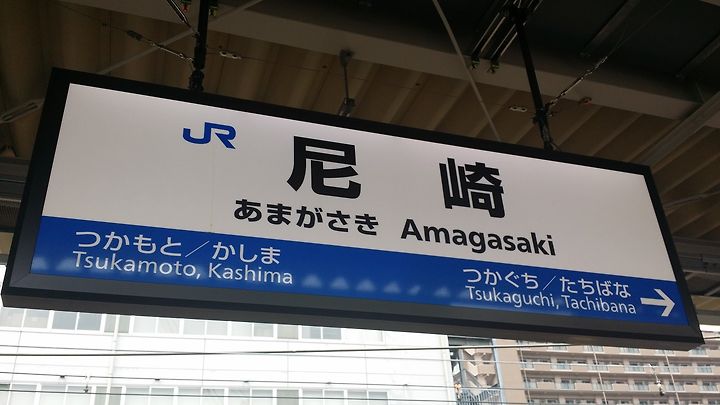 JR 尼崎
あまがさき Amagasaki
つかもと／かしま
Tsukamoto, Kashima
つかぐち／たちばな
Tsukaguchi, Tachibana
→